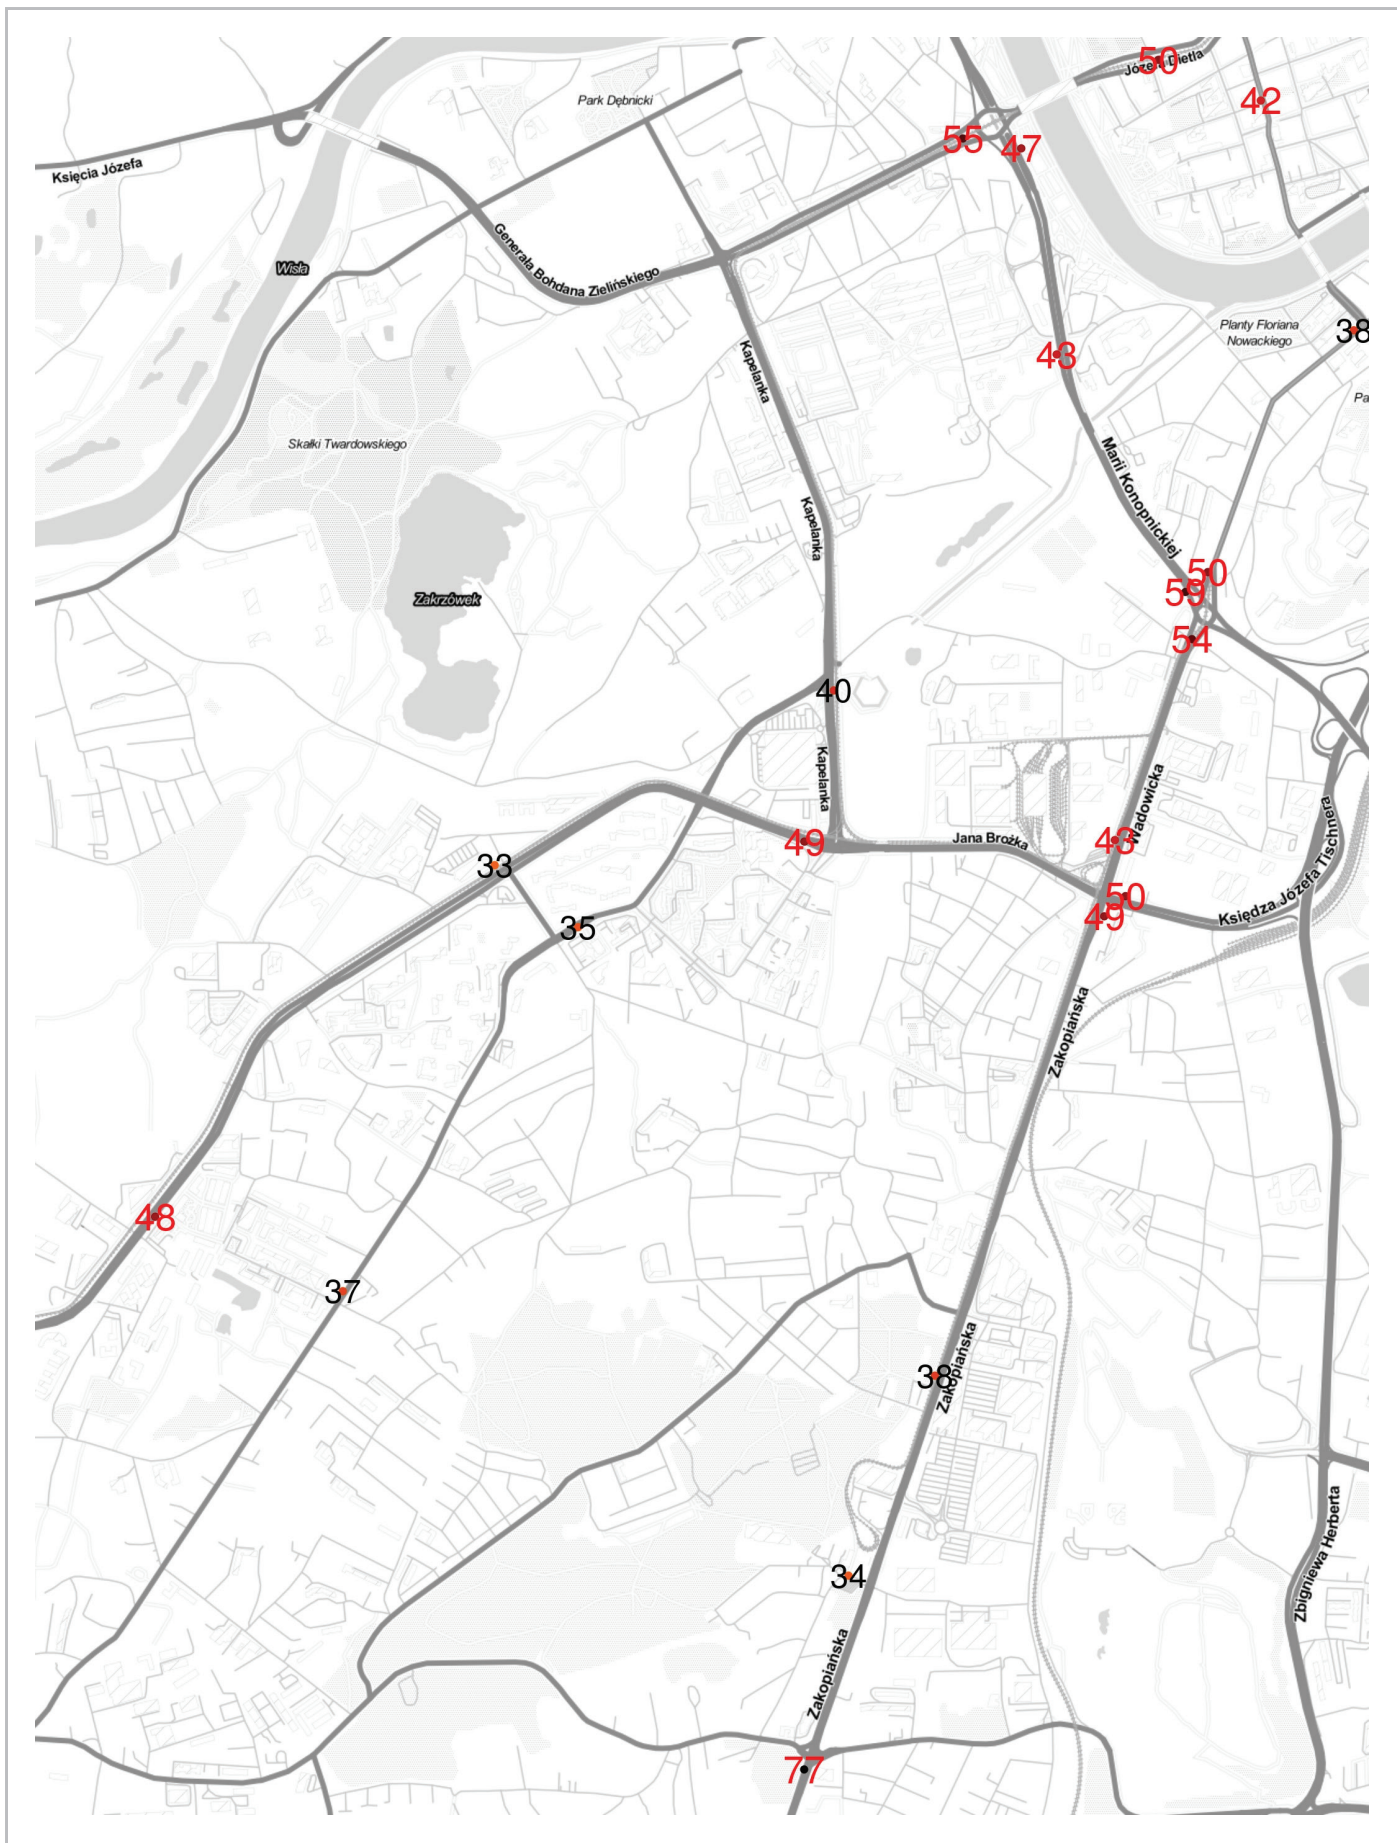 50
Józefa Dietla
42
Park Dębnicki
55
47
Księcia Józefa
Generała Bohdana Zielińskiego
Wisła
Planty Floriana
Nowackiego
38
43
Kapelanka
Pa
Skałki Twardowskiego
Marii Konopnickiej
Kapelanka
50
59
Zakrzówek
54
40
Kapelanka
Wadowicka
49
Jana Brożka
43
Księdza Józefa Tischnera
33
50
49
35
Zakopiańska
48
37
Zakopiańska
38
Zbigniewa Herberta
34
Zakopiańska
77